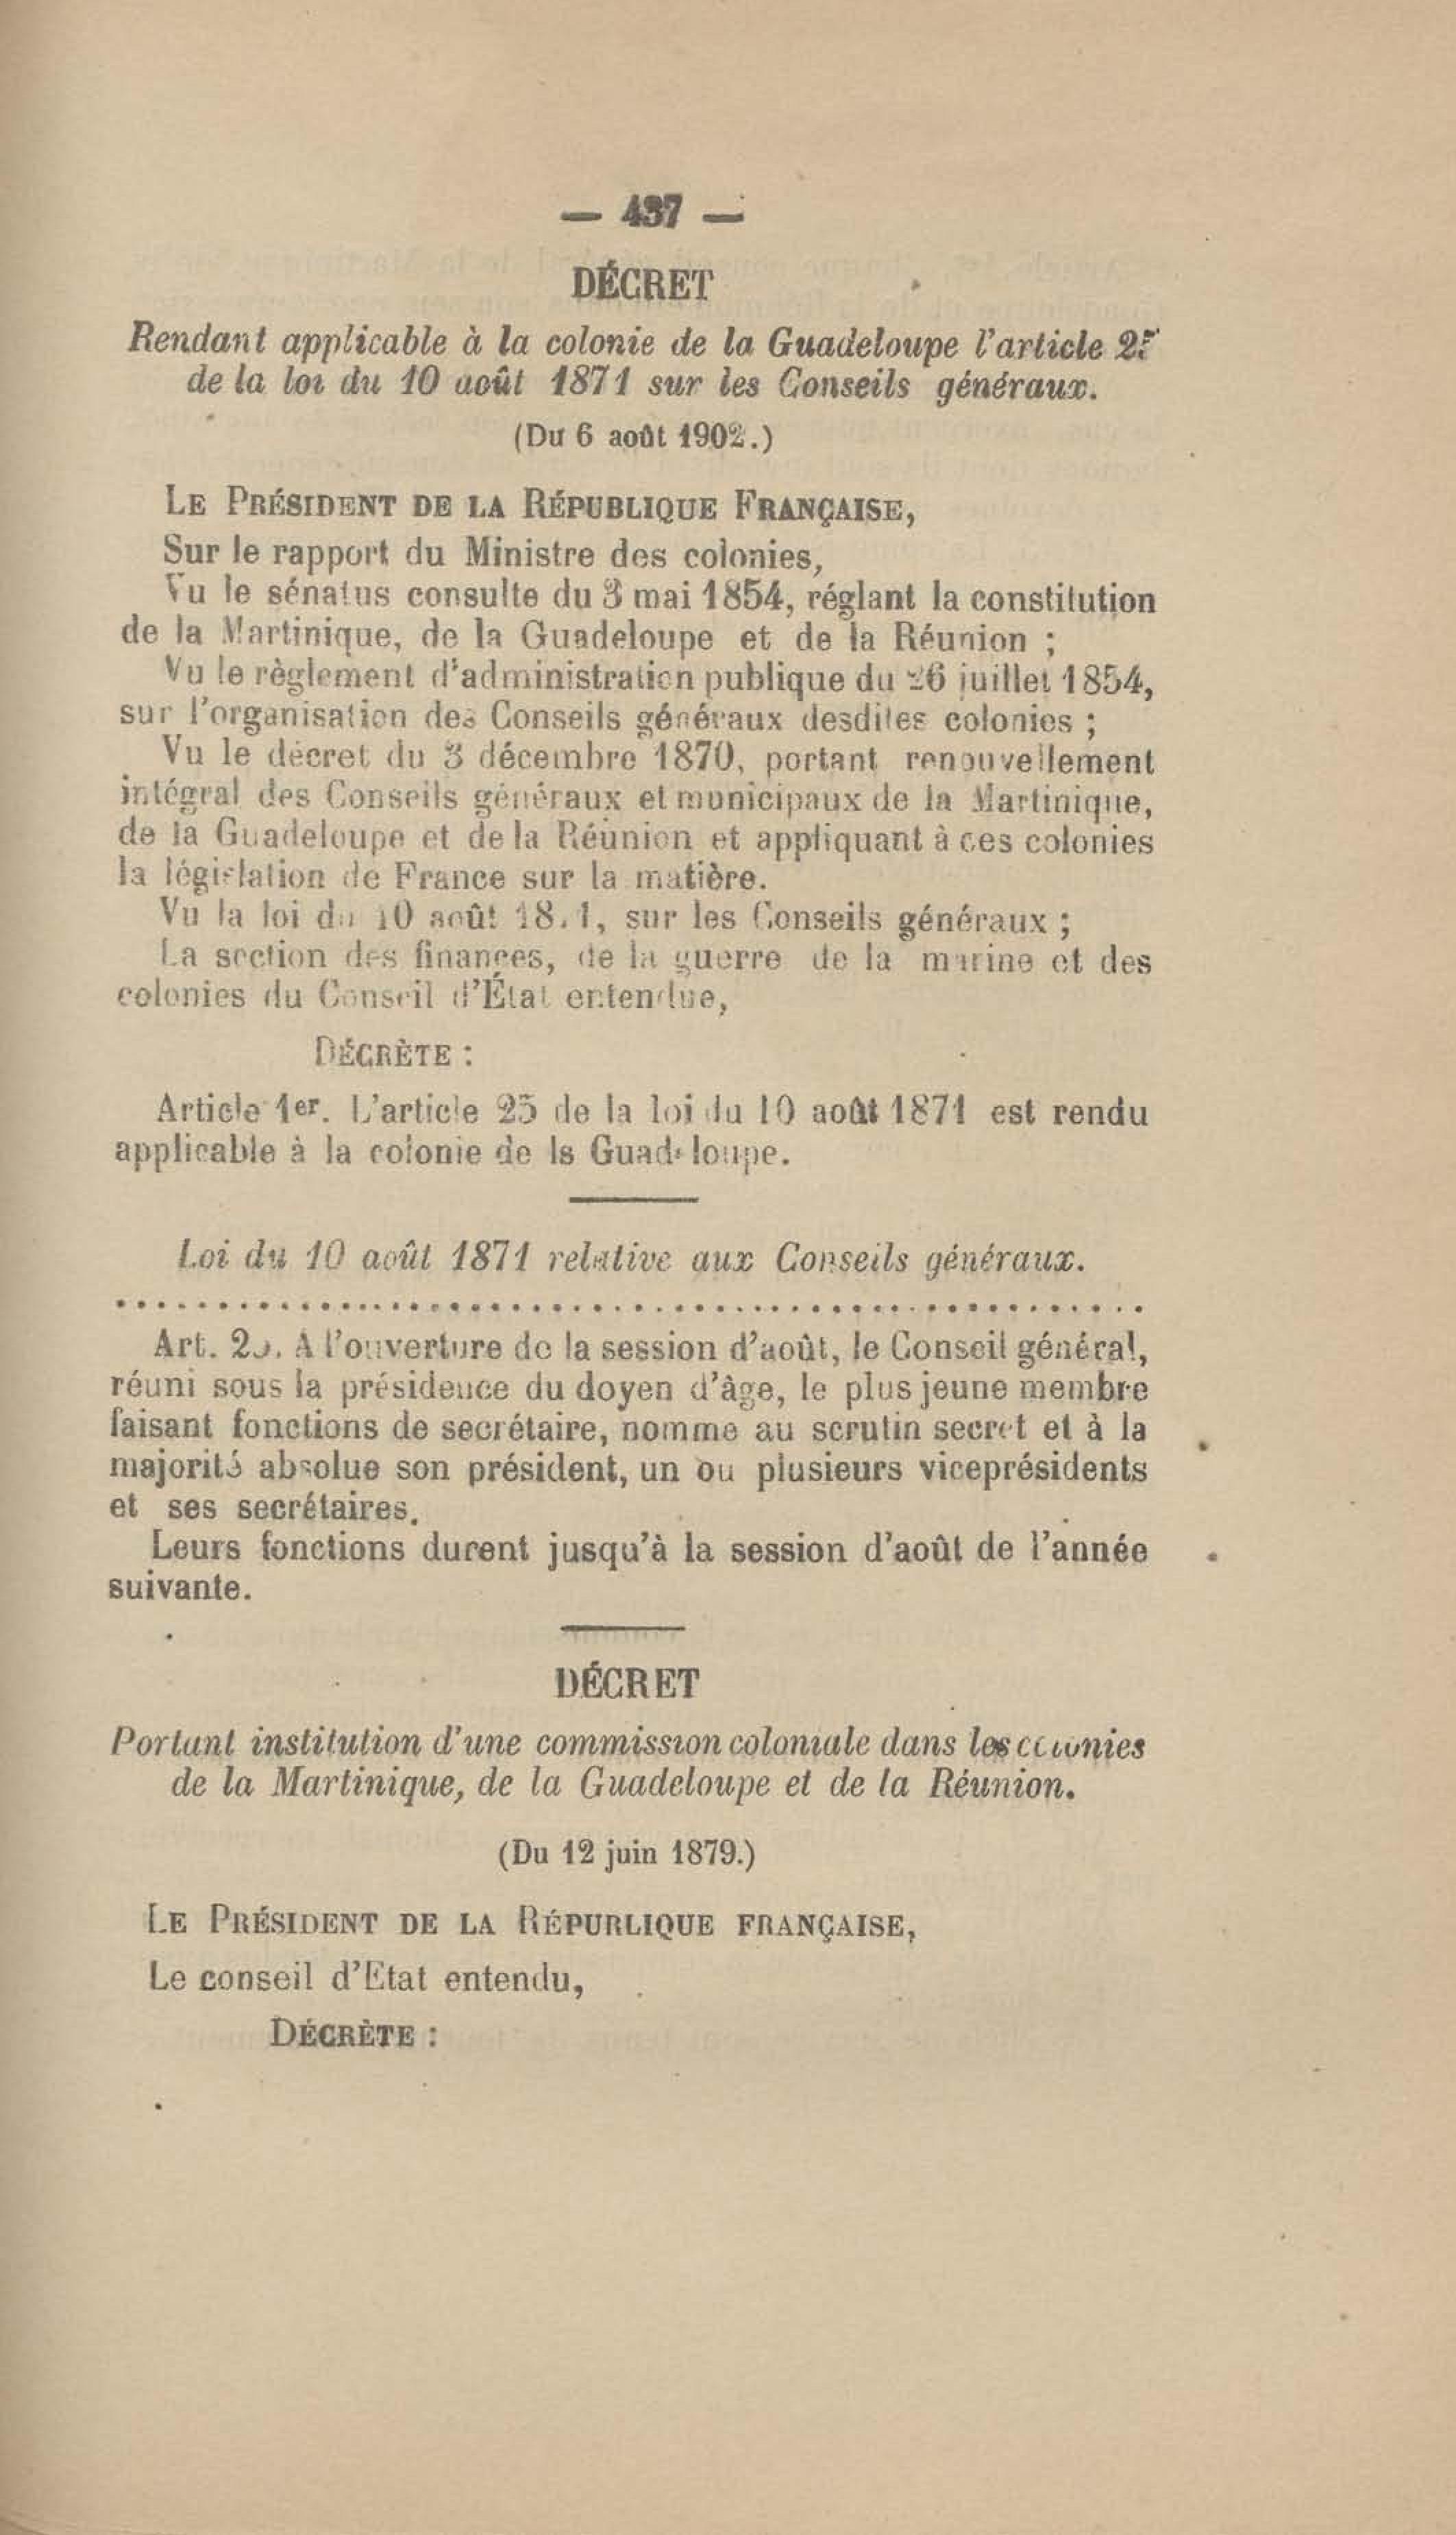 — 437 —
DÉCRET
Rendant applicable à la colonie de la Guadeloupe l'article 25
de la loi du 10 août 1871 sur les Conseils généraux.
(Du 6 août 1902.)
LE PRÉSIDENT DE LA RÉPUBLIQUE FRANÇAISE,
Sur le rapport du Ministre des colonies,
Vu le sénatus consulte du 3 mai 1854, réglant la constitution
de la Martinique, de la Guadeloupe et de la Réunion ;
Vu le règlement d'administration publique du 26 juillet 1854,
sur l'organisation des Conseils généraux desdites colonies ;
Vu le décret du 3 décembre 1870, portant renouvellement
intégral des Conseils généraux et municipaux de la Martinique,
de la Guadeloupe et de la Réunion et appliquant à ces colonies
la législation de France sur la matière.
Vu la loi du 10 août 1871, sur les Conseils généraux ;
La section des finances, de la guerre de la marine et des
colonies du Conseil d'État entendue,
DÉCRÈTE :
Article 1er. L'article 25 de la loi du 10 août 1871 est rendu
applicable à la colonie de ls Guadeloupe.
Loi du 10 août 1871 relative aux Conseils généraux.
..................................................
Art. 25. A l'ouverture de la session d'août, le Conseil général,
réuni sous la présidence du doyen d'âge, le plus jeune membre
faisant fonctions de secrétaire, nomme au scrutin secret et à la
majorité absolue son président, un ou plusieurs viceprésidents
et ses secrétaires.
Leurs fonctions durent jusqu'à la session d'août de l'année
suivante.
DÉCRET
Portant institution d'une commission coloniale dans les colonies
de la Martinique, de la Guadeloupe et de la Réunion.
(Du 12 juin 1879.)
LE PRÉSIDENT DE LA RÉPURLIQUE FRANÇAISE,
Le conseil d'Etat entendu,
DÉCRÈTE :